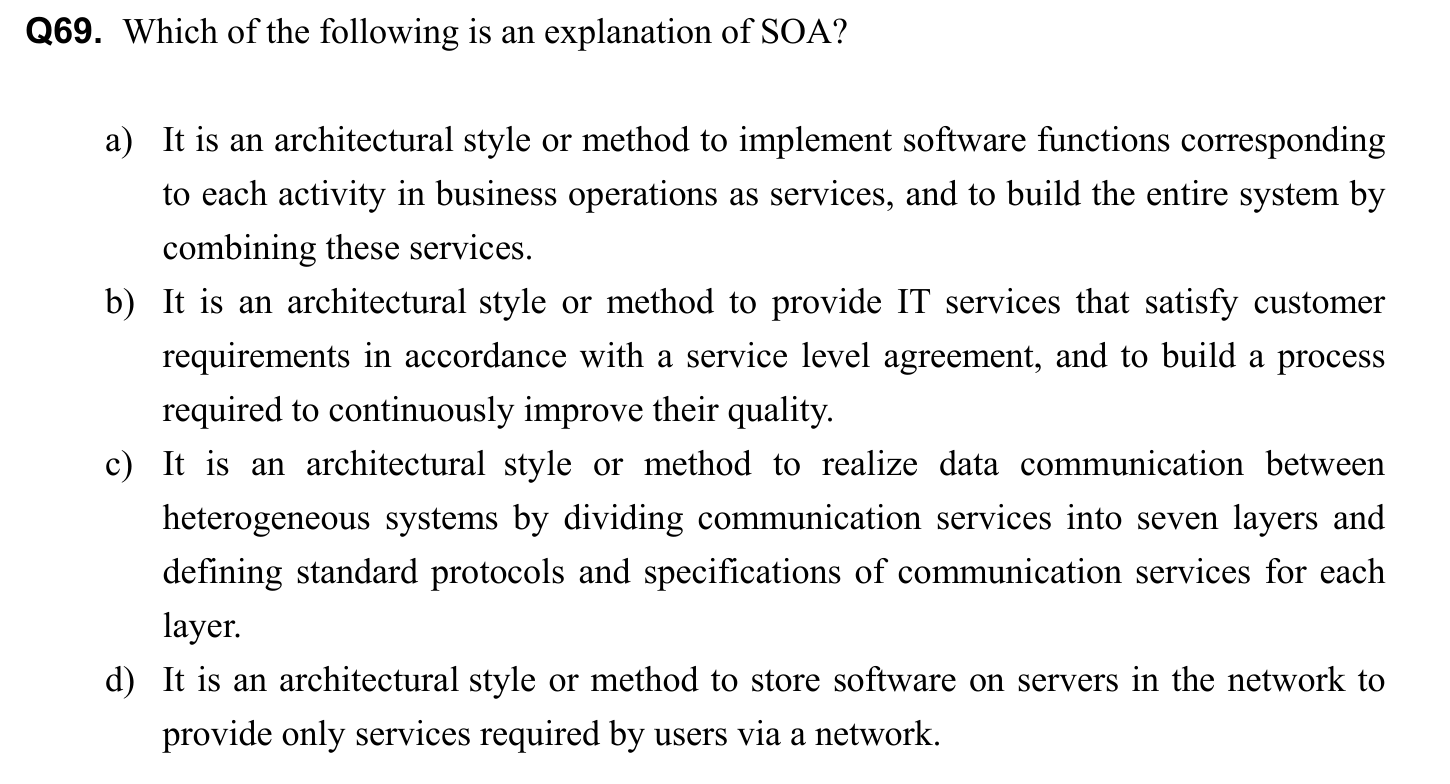 Q69. Which of the following is an explanation of SOA?
a) It is an architectural style or method to implement software functions corresponding
to each activity in business operations as services, and to build the entire system by
combining these services.
b) It is an architectural style or method to provide IT services that satisfy customer
requirements in accordance with a service level agreement, and to build a process
required to continuously improve their quality.
c) It is an architectural style or method to realize data communication between
heterogeneous systems by dividing communication services into seven layers and
defining standard protocols and specifications of communication services for each
layer.
d) It is an architectural style or method to store software on servers in the network to
provide only services required by users via a network.